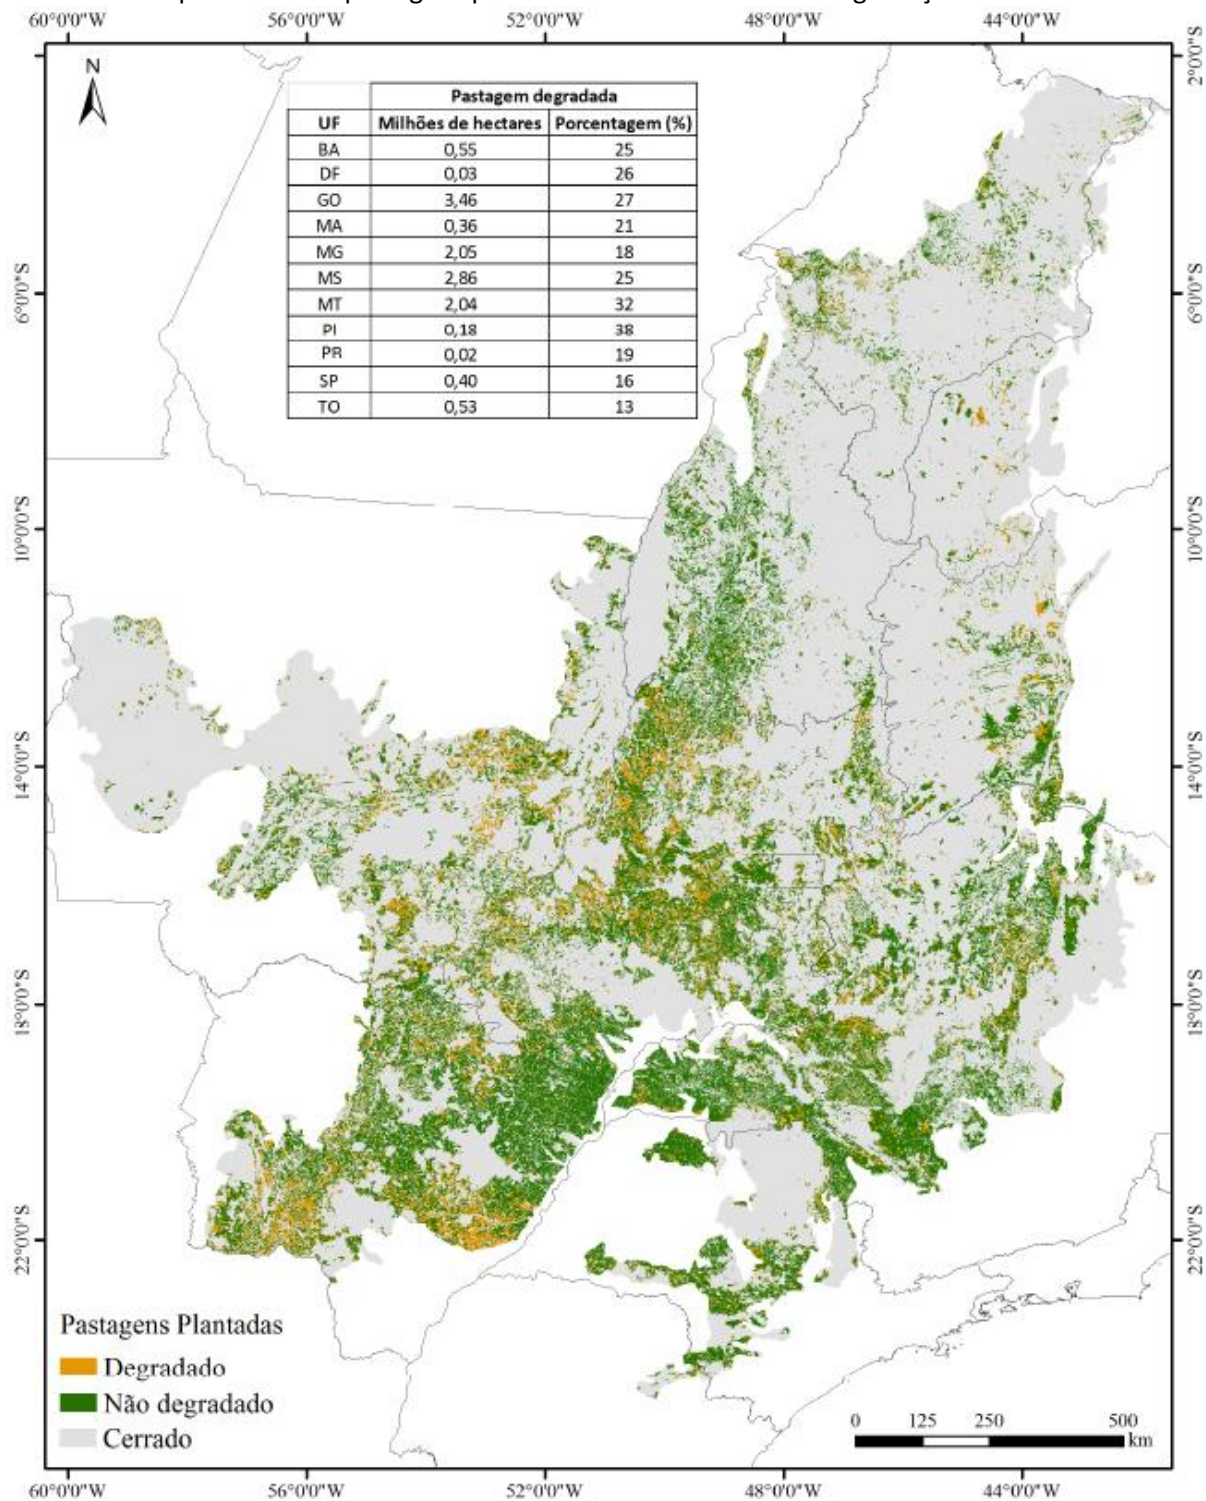 60°0'0"W 56°0'0"W 52°0'0"W 48°0'0"W 44°0'0"W
2°0'0"S 2°0'0"S
N
Pastagem degradada
UF Milhões de hectares Porcentagem (%)
BA 0,55 25
DF 0,03 26
GO 3,46 27
MA 0,36 21
MG 2,05 18
MS 2,86 25
MT 2,04 32
PI 0,18 38
PR 0,02 19
SP 0,40 16
TO 0,53 13
6°0'0"S 6°0'0"S
10°0'0"S 10°0'0"S
14°0'0"S 14°0'0"S
18°0'0"S 18°0'0"S
22°0'0"S 22°0'0"S
Pastagens Plantadas
Degradado
Não degradado
Cerrado
0 125 250 500
km
60°0'0"W 56°0'0"W 52°0'0"W 48°0'0"W 44°0'0"W